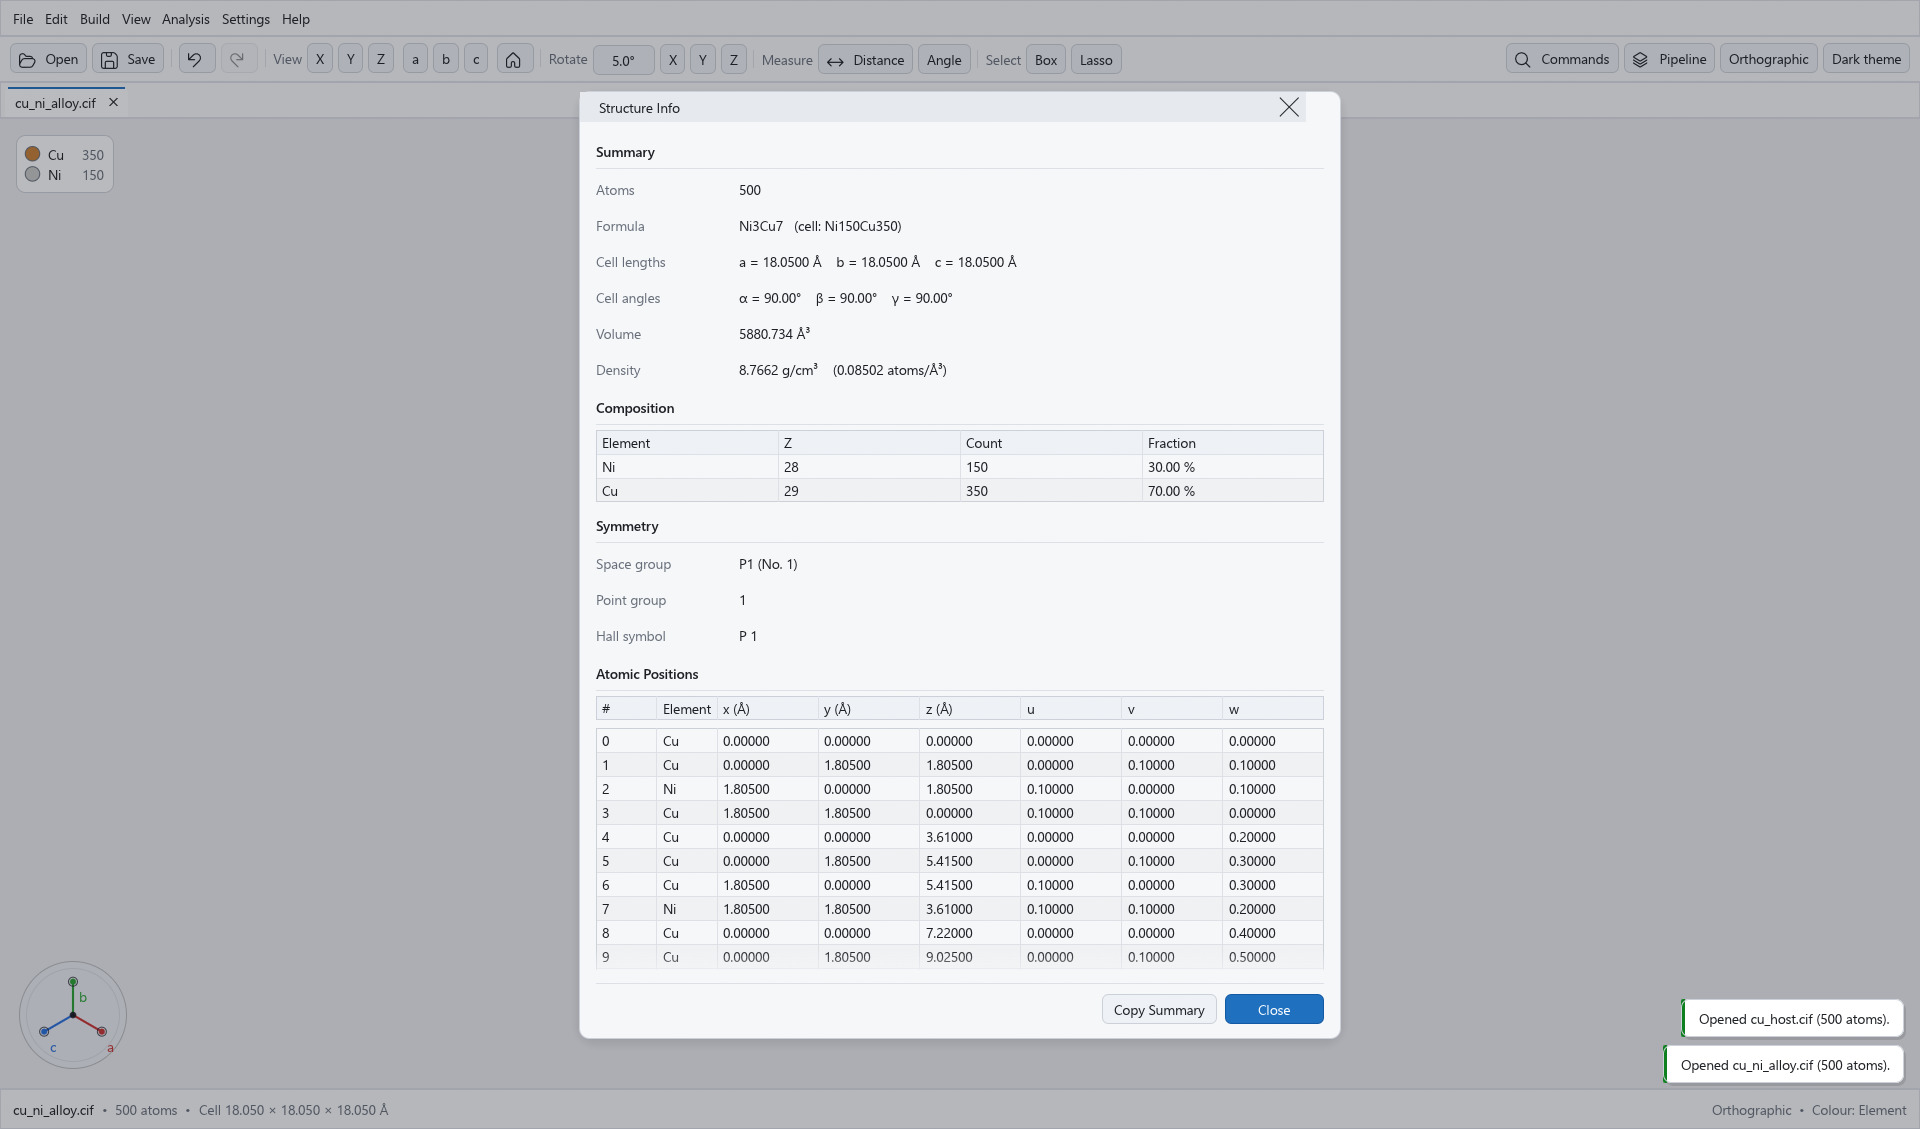 File Edit Build View Analysis Settings Help
Open Save View X Y Z a b c Rotate 5.0° X Y Z Measure Distance Angle Select Box Lasso Commands Pipeline Orthographic Dark theme
cu_ni_alloy.cif
Cu 350
Ni 150
Structure Info
Summary
Atoms 500
Formula Ni3Cu7 (cell: Ni150Cu350)
Cell lengths a = 18.0500 Å b = 18.0500 Å c = 18.0500 Å
Cell angles α = 90.00° β = 90.00° γ = 90.00°
Volume 5880.734 Å³
Density 8.7662 g/cm³ (0.08502 atoms/Å³)
Composition
Element Z Count Fraction
Ni 28 150 30.00 %
Cu 29 350 70.00 %
Symmetry
Space group P1 (No. 1)
Point group 1
Hall symbol P 1
Atomic Positions
# Element x (Å) y (Å) z (Å) u v w
0 Cu 0.00000 0.00000 0.00000 0.00000 0.00000 0.00000
1 Cu 0.00000 1.80500 1.80500 0.00000 0.10000 0.10000
2 Ni 1.80500 0.00000 1.80500 0.10000 0.00000 0.10000
3 Cu 1.80500 1.80500 0.00000 0.10000 0.10000 0.00000
4 Cu 0.00000 0.00000 3.61000 0.00000 0.00000 0.20000
5 Cu 0.00000 1.80500 5.41500 0.00000 0.10000 0.30000
6 Cu 1.80500 0.00000 5.41500 0.10000 0.00000 0.30000
7 Ni 1.80500 1.80500 3.61000 0.10000 0.10000 0.20000
8 Cu 0.00000 0.00000 7.22000 0.00000 0.00000 0.40000
9 Cu 0.00000 1.80500 9.02500 0.00000 0.10000 0.50000
Copy Summary Close
b
c a
Opened cu_host.cif (500 atoms).
Opened cu_ni_alloy.cif (500 atoms).
cu_ni_alloy.cif • 500 atoms • Cell 18.050 × 18.050 × 18.050 Å Orthographic • Colour: Element